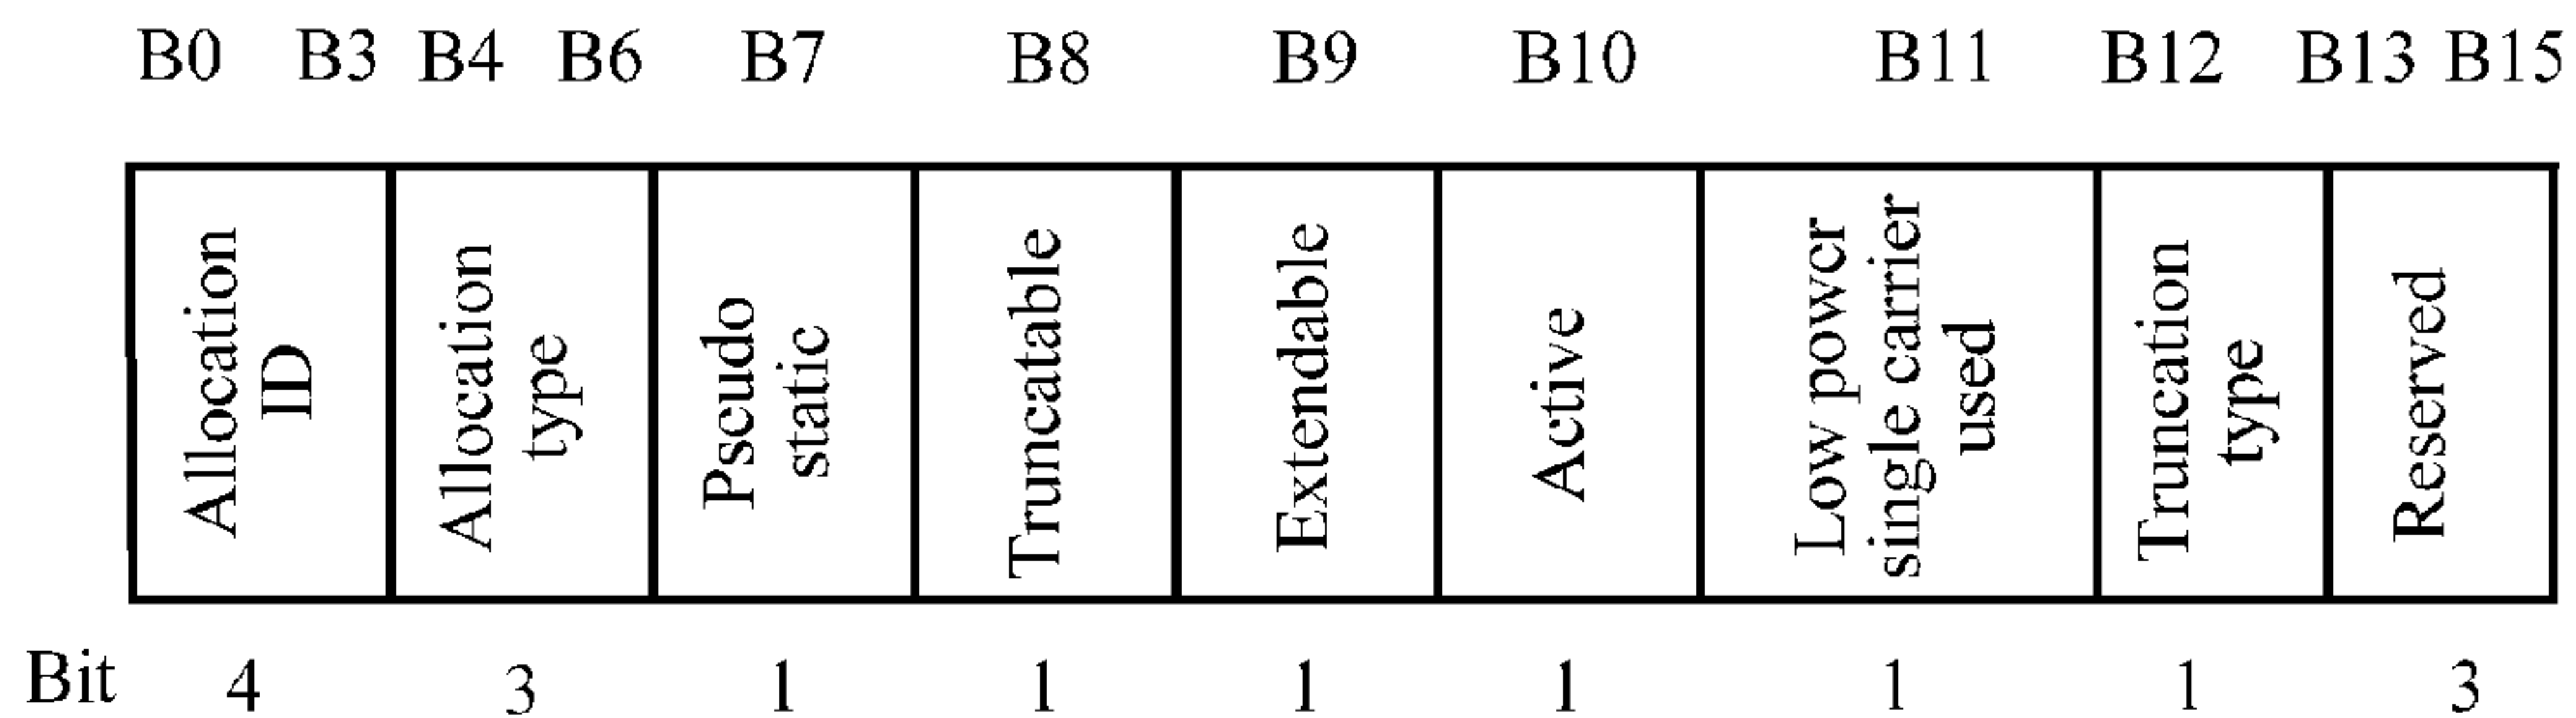 B0 B3 B4 B6 B7 B8 B9 B10 B11 B12 B13 B15
Allocation
ID
Allocation
type
Pseudo
static
Truncatable
Extendable
Active
Low power
single carrier
used
Truncation
type
Reserved
Bit 4 3 1 1 1 1 1 1 3